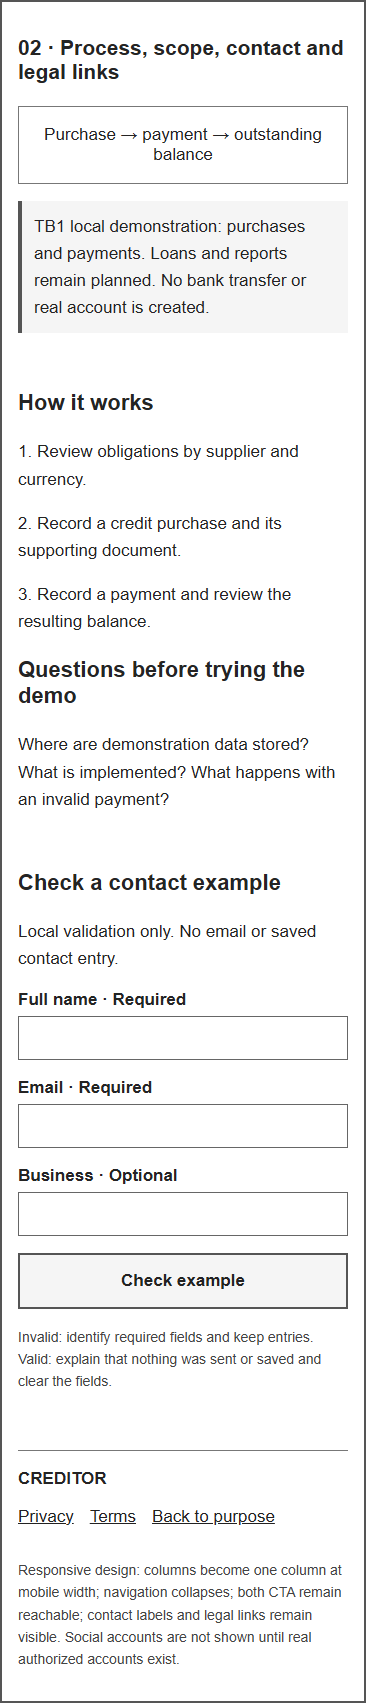 02 · Process, scope, contact and
legal links
Purchase → payment → outstanding
balance
TB1 local demonstration: purchases
and payments. Loans and reports
remain planned. No bank transfer or
real account is created.
How it works
1. Review obligations by supplier and
currency.
2. Record a credit purchase and its
supporting document.
3. Record a payment and review the
resulting balance.
Questions before trying the
demo
Where are demonstration data stored?
What is implemented? What happens with
an invalid payment?
Check a contact example
Local validation only. No email or saved
contact entry.
Full name · Required
Email · Required
Business · Optional
Check example
Invalid: identify required fields and keep entries.
Valid: explain that nothing was sent or saved and
clear the fields.
CREDITOR
Privacy Terms Back to purpose
Responsive design: columns become one column at
mobile width; navigation collapses; both CTA remain
reachable; contact labels and legal links remain
visible. Social accounts are not shown until real
authorized accounts exist.